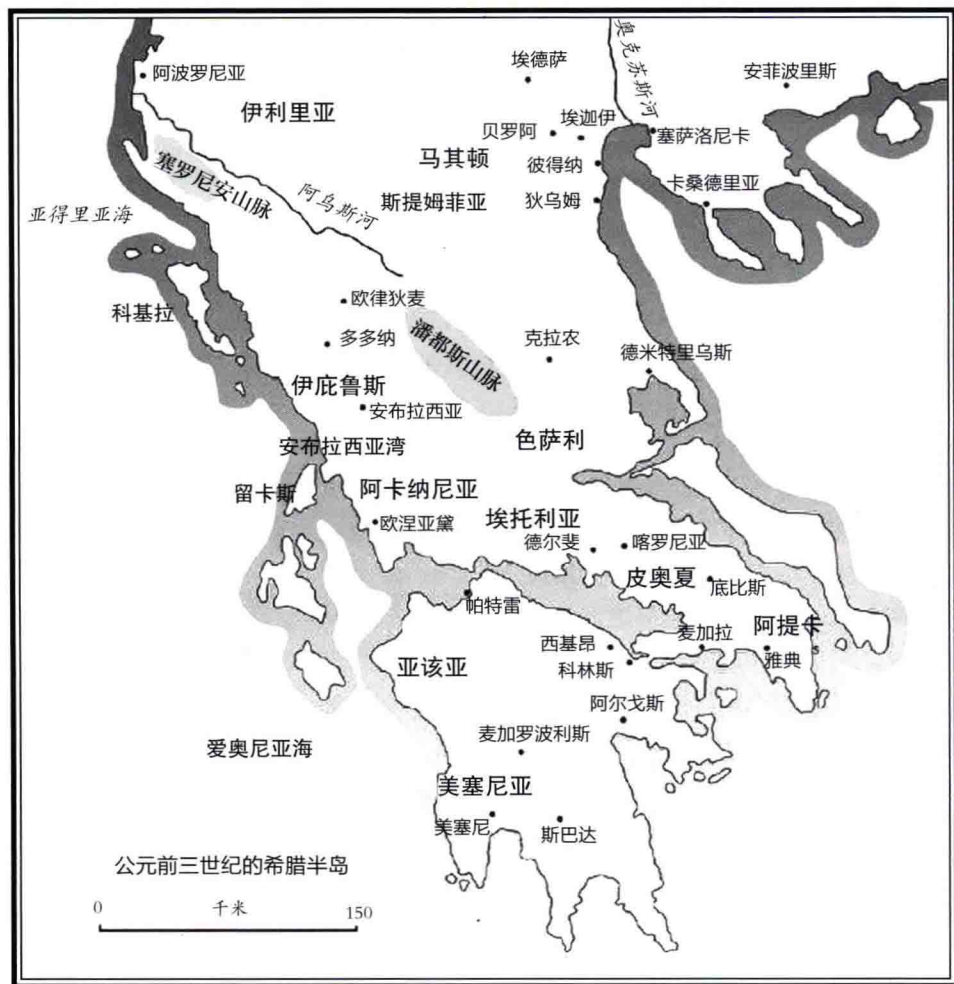 阿波罗尼亚
伊利里亚
埃德萨
奥克苏斯河
安菲波里斯
贝罗阿
埃迦伊
塞萨洛尼卡
马其顿
彼得纳
塞罗尼安山脉
阿乌斯河
斯提姆菲亚
狄乌姆
卡桑德里亚
亚得里亚海
科基拉
欧律狄麦
多多纳
潘都斯山脉
克拉农
德米特里乌斯
伊庇鲁斯
安布拉西亚
安布拉西亚湾
色萨利
留卡斯
阿卡纳尼亚
欧涅亚黛
埃托利亚
德尔斐
喀罗尼亚
皮奥夏
底比斯
帕特雷
阿提卡
西基昂
麦加拉
雅典
亚该亚
科林斯
阿尔戈斯
爱奥尼亚海
麦加罗波利斯
美塞尼亚
美塞尼
斯巴达
公元前三世纪的希腊半岛
0 千米 150